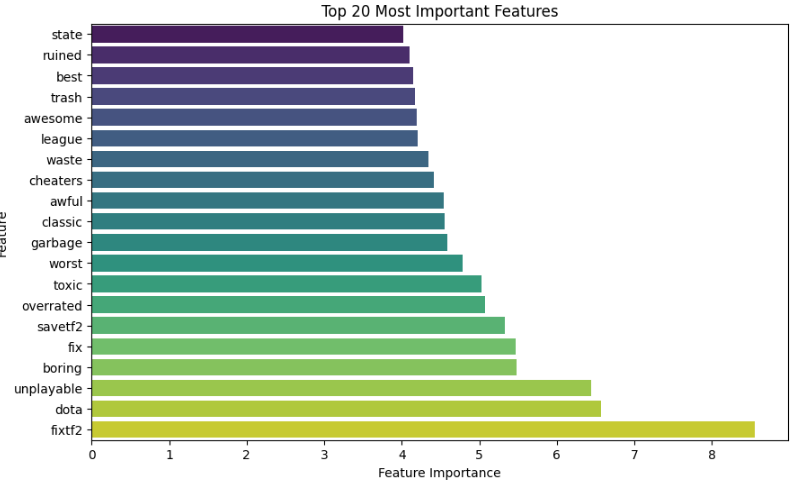 Top 20 Most Important Features
state
ruined
best
trash
awesome
league
waste
cheaters
awful
classic
garbage
worst
toxic
overrated
savetf2
fix
boring
unplayable
dota
fixtf2
Feature
0 1 2 3 4 5 6 7 8
Feature Importance